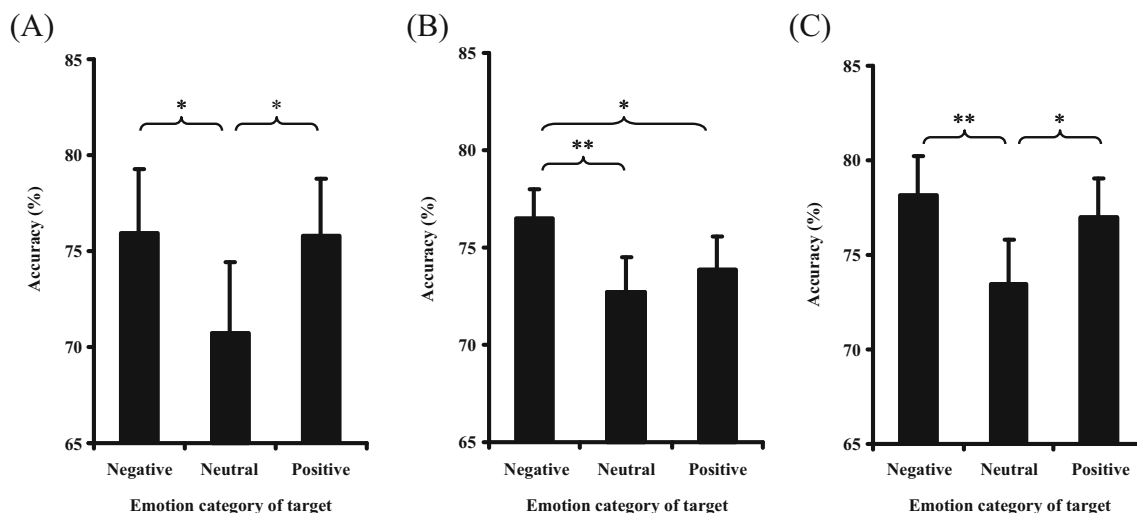 (A)
85
80
75
70
65
Accuracy (%)
*
*
Negative Neutral Positive
Emotion category of target
(B)
85
80
75
70
65
Accuracy (%)
*
**
Negative Neutral Positive
Emotion category of target
(C)
85
80
75
70
65
Accuracy (%)
**
*
Negative Neutral Positive
Emotion category of target